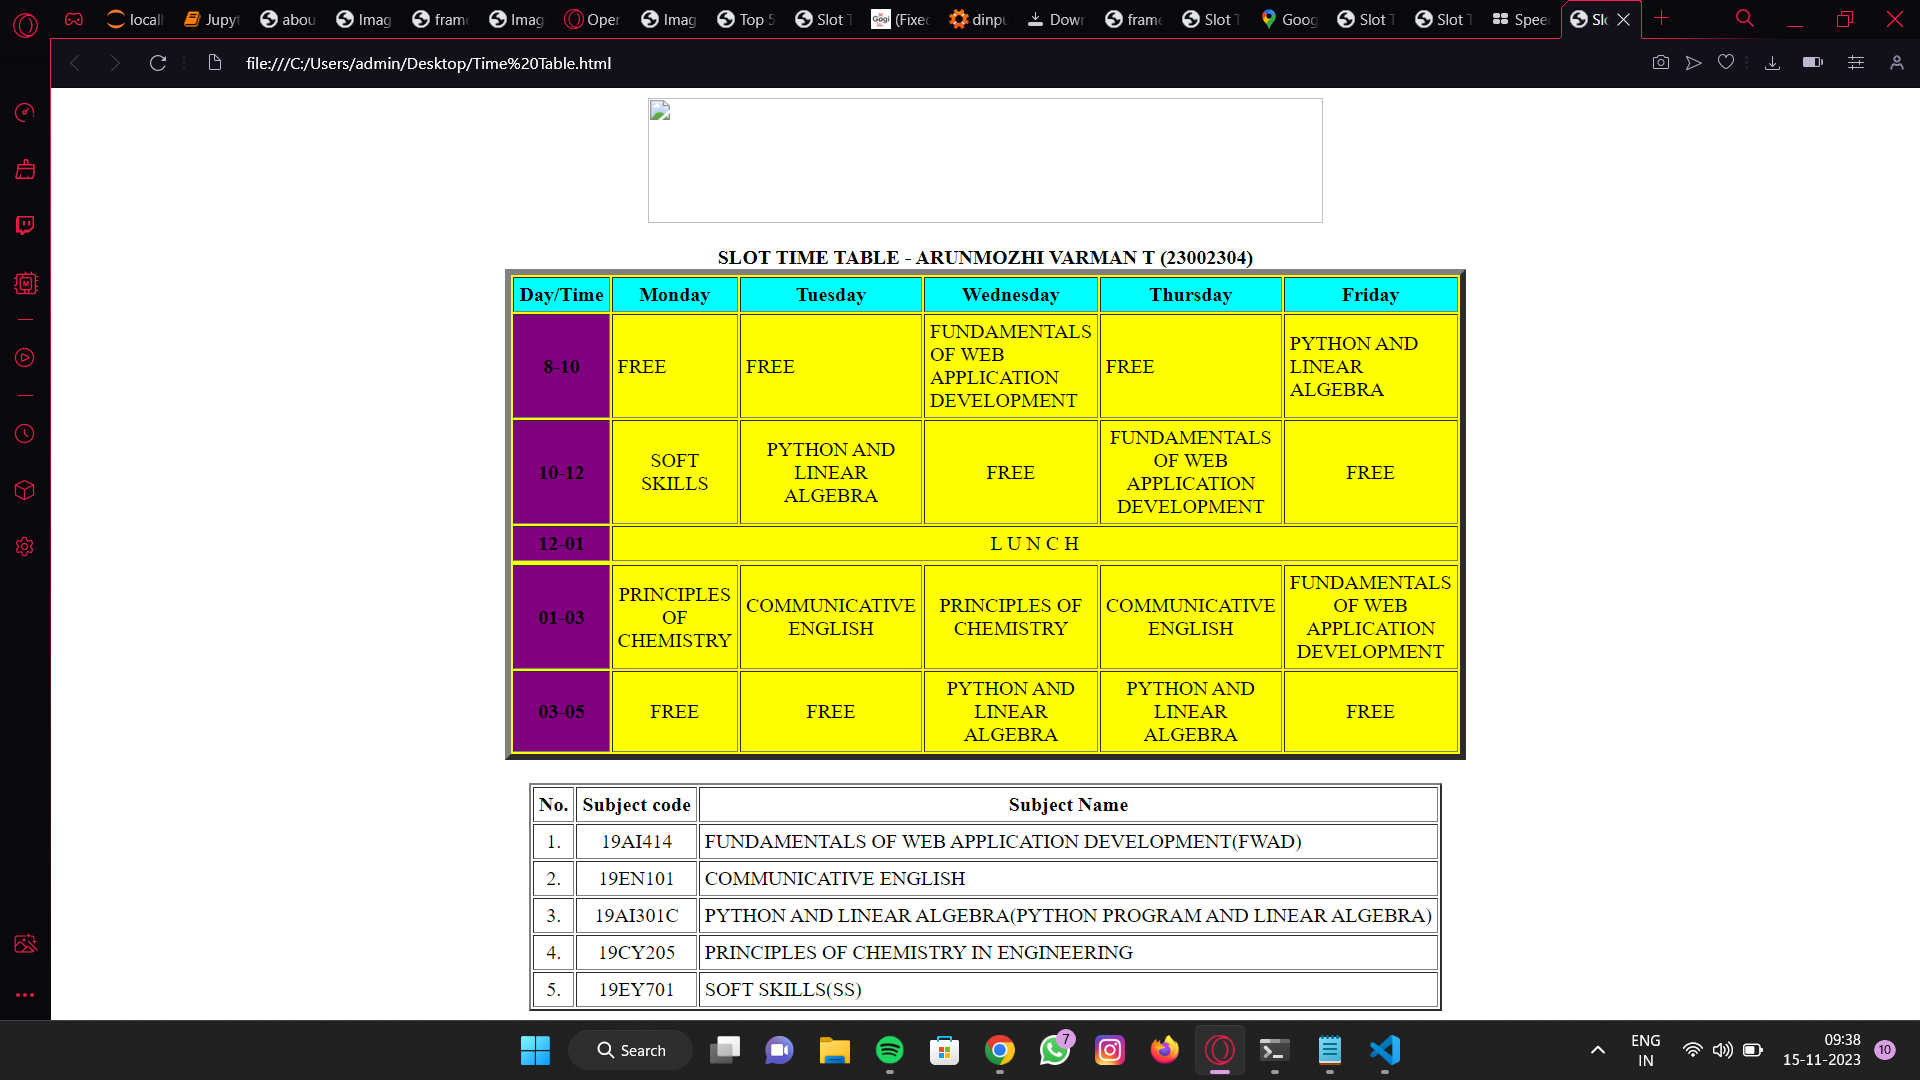 locall
Jupyt
abou
Imag
fram
Imag
Oper
Imag
Top 5
Slot T
Gogi
(Fixed
dinpu
Down
frame
Slot T
Goog
Slot T
Slot T
Speed
Slo
file:///C:/Users/admin/Desktop/Time%20Table.html
SLOT TIME TABLE - ARUNMOZHI VARMAN T (23002304)
Day/Time Monday Tuesday Wednesday Thursday Friday
8-10
FREE
FREE
FUNDAMENTALS
OF WEB
APPLICATION
DEVELOPMENT
FREE
PYTHON AND
LINEAR
ALGEBRA
10-12
SOFT
SKILLS
PYTHON AND
LINEAR
ALGEBRA
FREE
FUNDAMENTALS
OF WEB
APPLICATION
DEVELOPMENT
FREE
12-01
L U N C H
01-03
PRINCIPLES
OF
CHEMISTRY
COMMUNICATIVE
ENGLISH
PRINCIPLES OF
CHEMISTRY
COMMUNICATIVE
ENGLISH
FUNDAMENTALS
OF WEB
APPLICATION
DEVELOPMENT
03-05
FREE
FREE
PYTHON AND
LINEAR
ALGEBRA
PYTHON AND
LINEAR
ALGEBRA
FREE
No. Subject code Subject Name
1. 19AI414 FUNDAMENTALS OF WEB APPLICATION DEVELOPMENT(FWAD)
2. 19EN101 COMMUNICATIVE ENGLISH
3. 19AI301C PYTHON AND LINEAR ALGEBRA(PYTHON PROGRAM AND LINEAR ALGEBRA)
4. 19CY205 PRINCIPLES OF CHEMISTRY IN ENGINEERING
5. 19EY701 SOFT SKILLS(SS)
Search
7
ENG
IN
09:38
15-11-2023
10